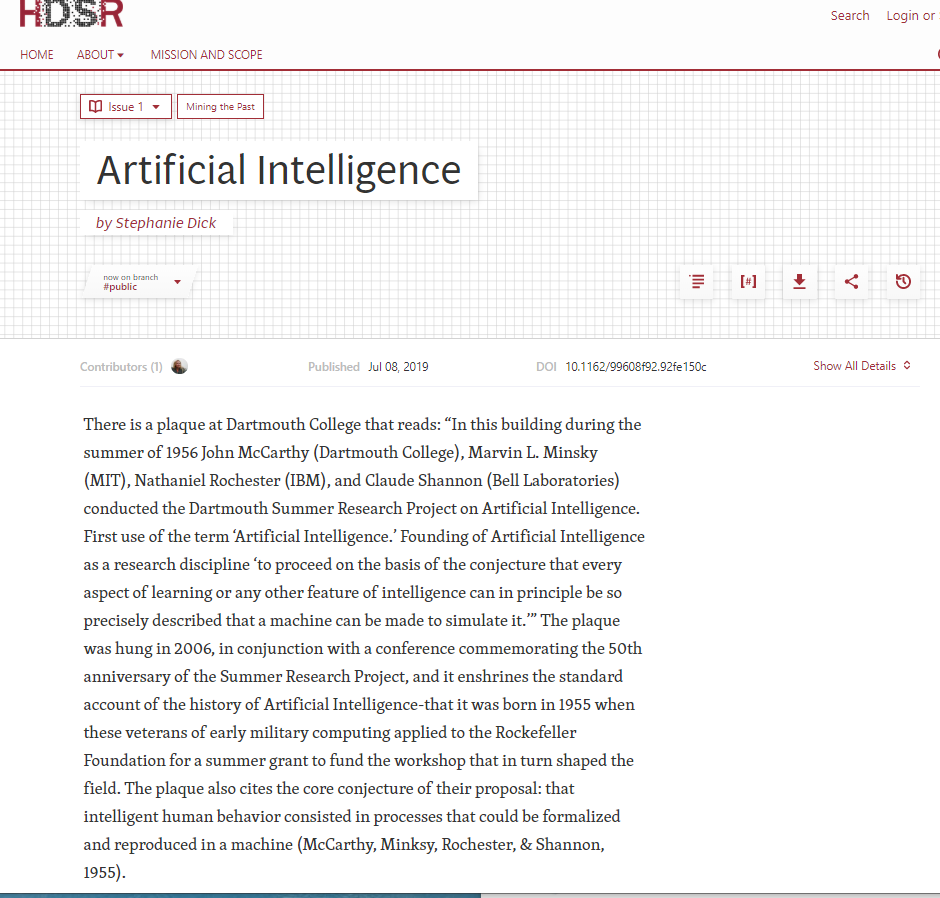 HDSR
Search Login or
HOME ABOUT MISSION AND SCOPE
Issue 1 Mining the Past
Artificial Intelligence
by Stephanie Dick
now on branch
#public
[#]
Contributors (1) Published Jul 08, 2019 DOI 10.1162/99608f92.92fe150c Show All Details
There is a plaque at Dartmouth College that reads: “In this building during the
summer of 1956 John McCarthy (Dartmouth College), Marvin L. Minsky
(MIT), Nathaniel Rochester (IBM), and Claude Shannon (Bell Laboratories)
conducted the Dartmouth Summer Research Project on Artificial Intelligence.
First use of the term ‘Artificial Intelligence.’ Founding of Artificial Intelligence
as a research discipline ‘to proceed on the basis of the conjecture that every
aspect of learning or any other feature of intelligence can in principle be so
precisely described that a machine can be made to simulate it.’” The plaque
was hung in 2006, in conjunction with a conference commemorating the 50th
anniversary of the Summer Research Project, and it enshrines the standard
account of the history of Artificial Intelligence-that it was born in 1955 when
these veterans of early military computing applied to the Rockefeller
Foundation for a summer grant to fund the workshop that in turn shaped the
field. The plaque also cites the core conjecture of their proposal: that
intelligent human behavior consisted in processes that could be formalized
and reproduced in a machine (McCarthy, Minksy, Rochester, & Shannon,
1955).